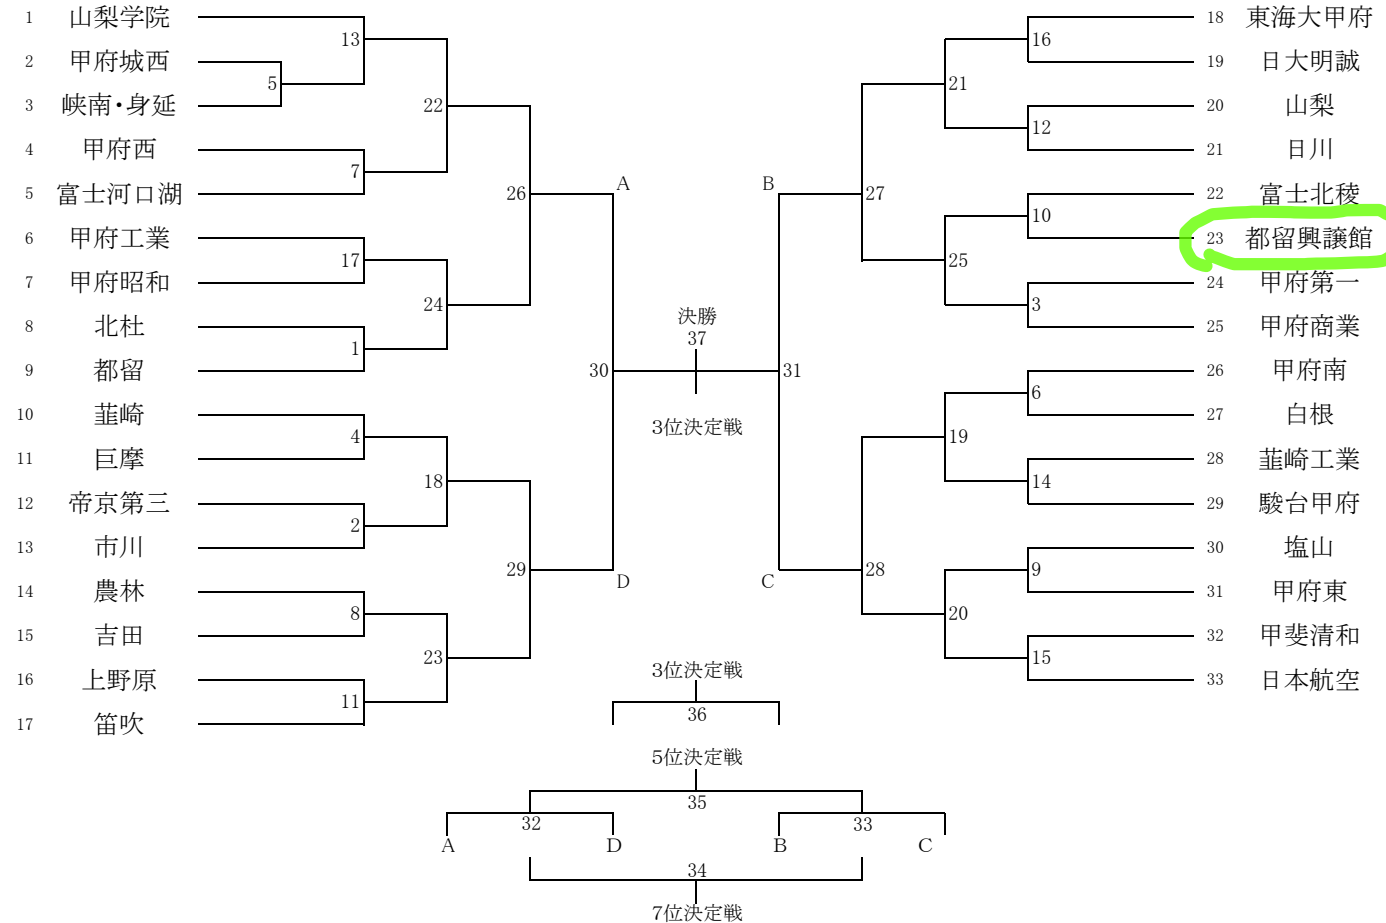 1 山梨学院
2 甲府城西
3 峡南・身延
4 甲府西
5 富士河口湖
6 甲府工業
7 甲府昭和
8 北杜
9 都留
10 韮崎
11 巨摩
12 帝京第三
13 市川
14 農林
15 吉田
16 上野原
17 笛吹
13
5
7
17
1
4
2
8
11
22
24
18
23
26
29
A
D
30
決勝
37
3位決定戦
31
B
C
27
28
21
25
19
20
16
12
10
3
6
14
9
15
18 東海大甲府
19 日大明誠
20 山梨
21 日川
22 富士北稜
23 都留興譲館
24 甲府第一
25 甲府商業
26 甲府南
27 白根
28 韮崎工業
29 駿台甲府
30 塩山
31 甲府東
32 甲斐清和
33 日本航空
3位決定戦
36
5位決定戦
35
32 33
A D B C
34
7位決定戦